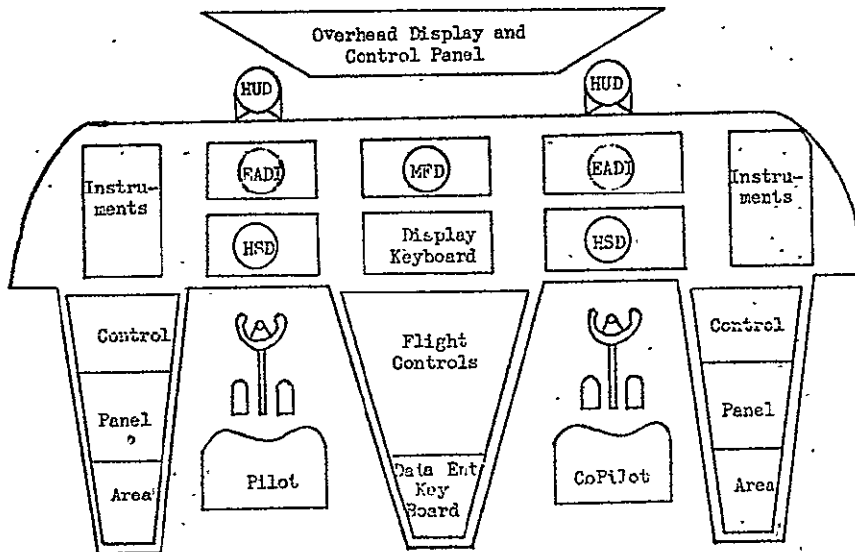 Overhead Display and
Control Panel
HUD
HUD
Instru-
ments
EADI
MFD
EADI
Instru-
ments
HSD
Display
Keyboard
HSD
Control
Flight
Controls
Control
Panel
Panel
Area
Pilot
Data Ent
Key
Board
CoPilot
Area